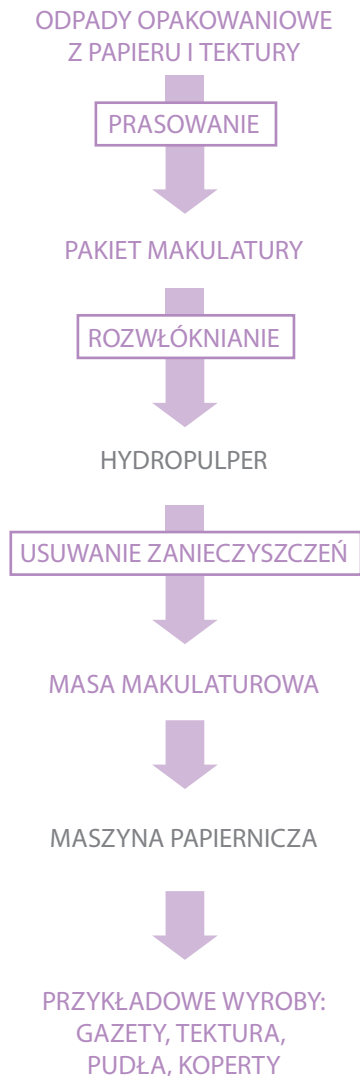 ODPADY OPAKOWANIOWE
Z PAPIERU I TEKTURY
PRASOWANIE
PAKIET MAKULATURY
ROZWŁÓKNIANIE
HYDROPULPER
USUWANIE ZANIECZYSZCZEŃ
MASA MAKULATUROWA
MASZYNA PAPIERNICZA
PRZYKŁADOWE WYROBY:
GAZETY, TEKTURA,
PUDŁA, KOPERTY